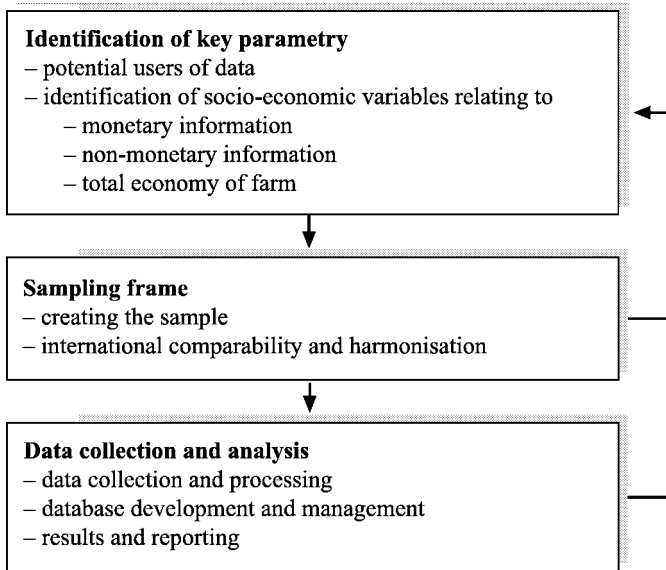 Identification of key parametry
– potential users of data
– identification of socio-economic variables relating to
– monetary information
– non-monetary information
– total economy of farm
Sampling frame
– creating the sample
– international comparability and harmonisation
Data collection and analysis
– data collection and processing
– database development and management
– results and reporting